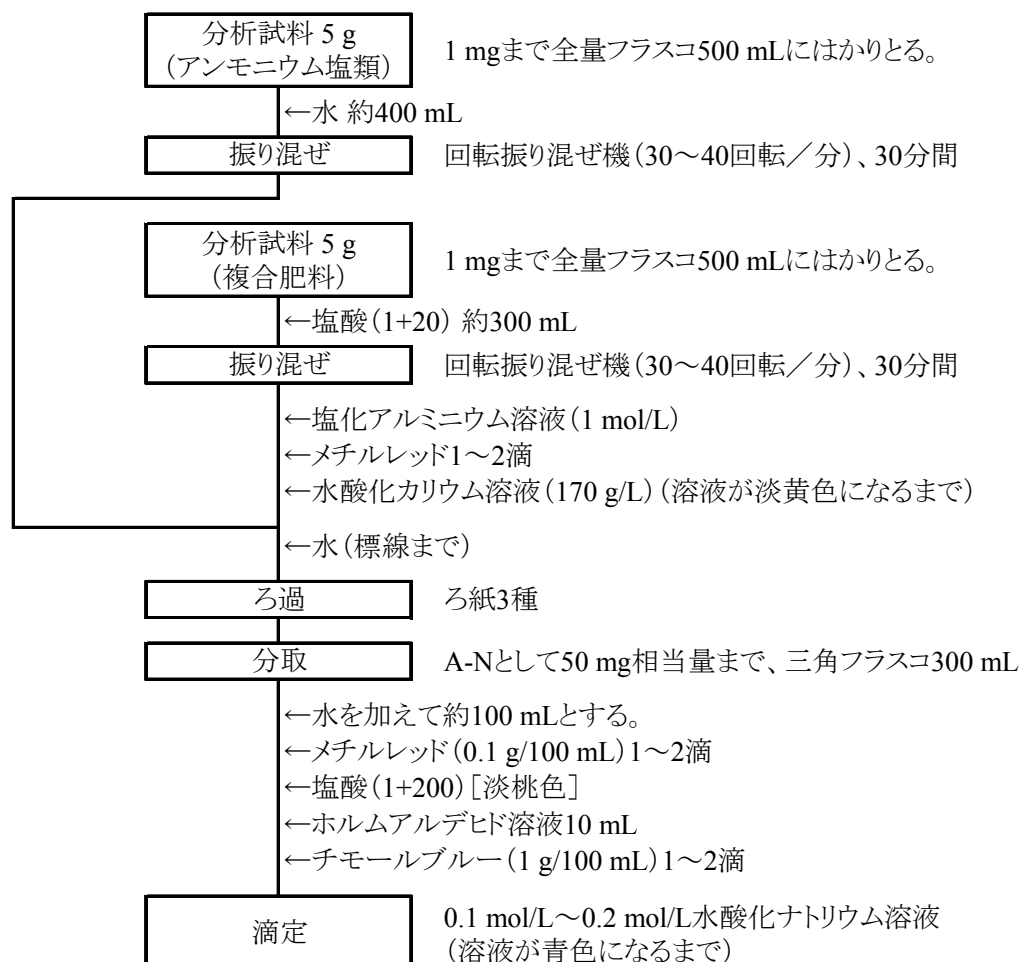 分析試料 5 g
(アンモニウム塩類)
1 mgまで全量フラスコ500 mLにはかりとる。
←水 約400 mL
振り混ぜ
回転振り混ぜ機(30～40回転／分)、30分間
分析試料 5 g
(複合肥料)
1 mgまで全量フラスコ500 mLにはかりとる。
←塩酸(1+20) 約300 mL
振り混ぜ
回転振り混ぜ機(30～40回転／分)、30分間
←塩化アルミニウム溶液(1 mol/L)
←メチルレッド1～2滴
←水酸化カリウム溶液(170 g/L)(溶液が淡黄色になるまで)
←水(標線まで)
ろ過
ろ紙3種
分取
A-Nとして50 mg相当量まで、三角フラスコ300 mL
←水を加えて約100 mLとする。
←メチルレッド(0.1 g/100 mL)1～2滴
←塩酸(1+200)［淡桃色］
←ホルムアルデヒド溶液10 mL
←チモールブルー(1 g/100 mL)1～2滴
滴定
0.1 mol/L～0.2 mol/L水酸化ナトリウム溶液
(溶液が青色になるまで)